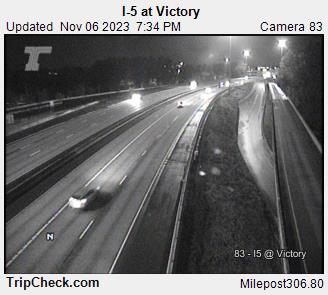 I-5 at Victory
Updated Nov 06 2023 7:34 PM Camera 83
T
N
83 - I5 @ Victory
TripCheck.com Milepost306.80